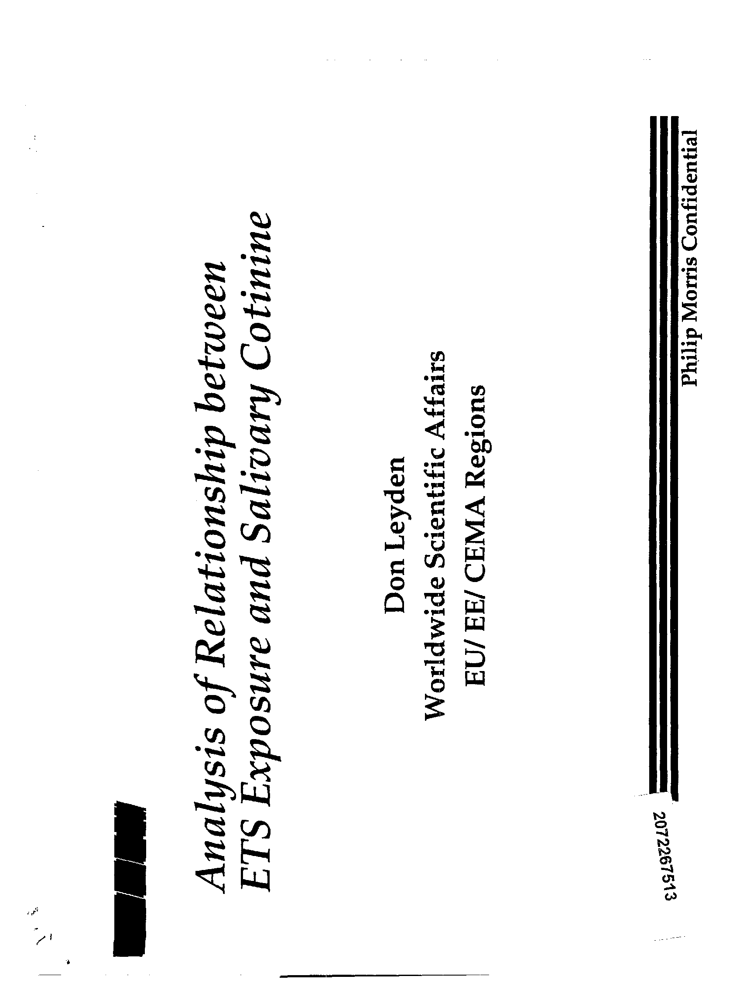 Analysis of Relationship between
ETS Exposure and Salivary Cotinine
Don Leyden
Worldwide Scientific Affairs
EU/ EE/ CEMA Regions
Philip Morris Confidential
2072267513